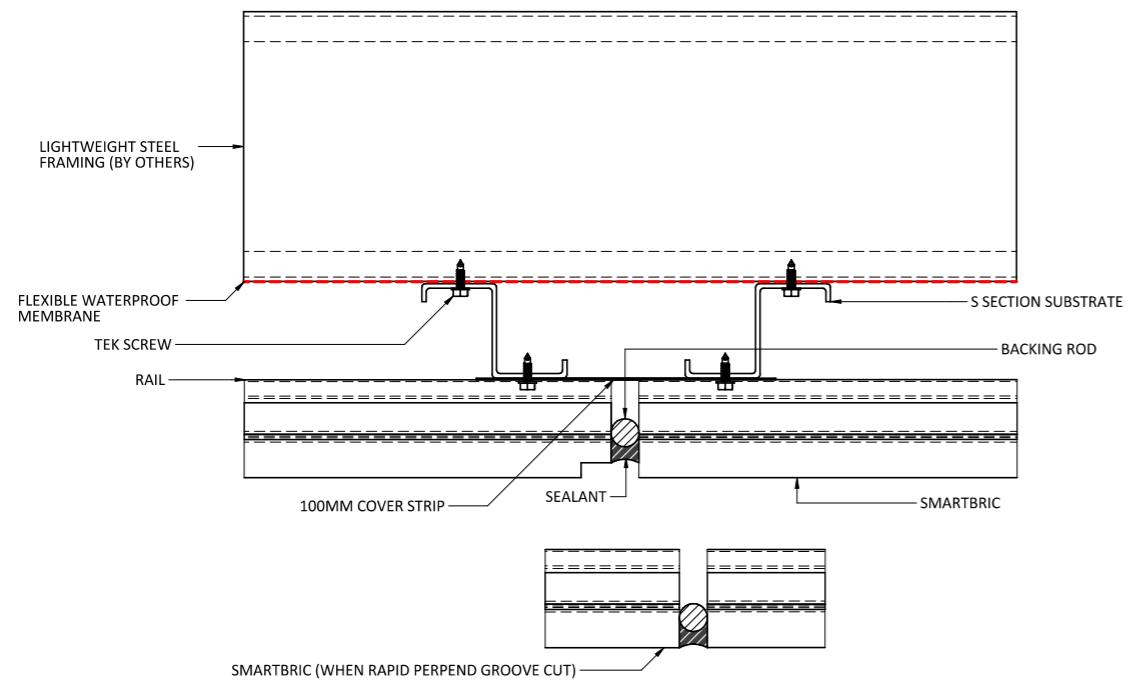 LIGHTWEIGHT STEEL
FRAMING (BY OTHERS)
FLEXIBLE WATERPROOF
MEMBRANE
S SECTION SUBSTRATE
TEK SCREW
BACKING ROD
RAIL
100MM COVER STRIP
SEALANT
SMARTBRIC
SMARTBRIC (WHEN RAPID PERPEND GROOVE CUT)